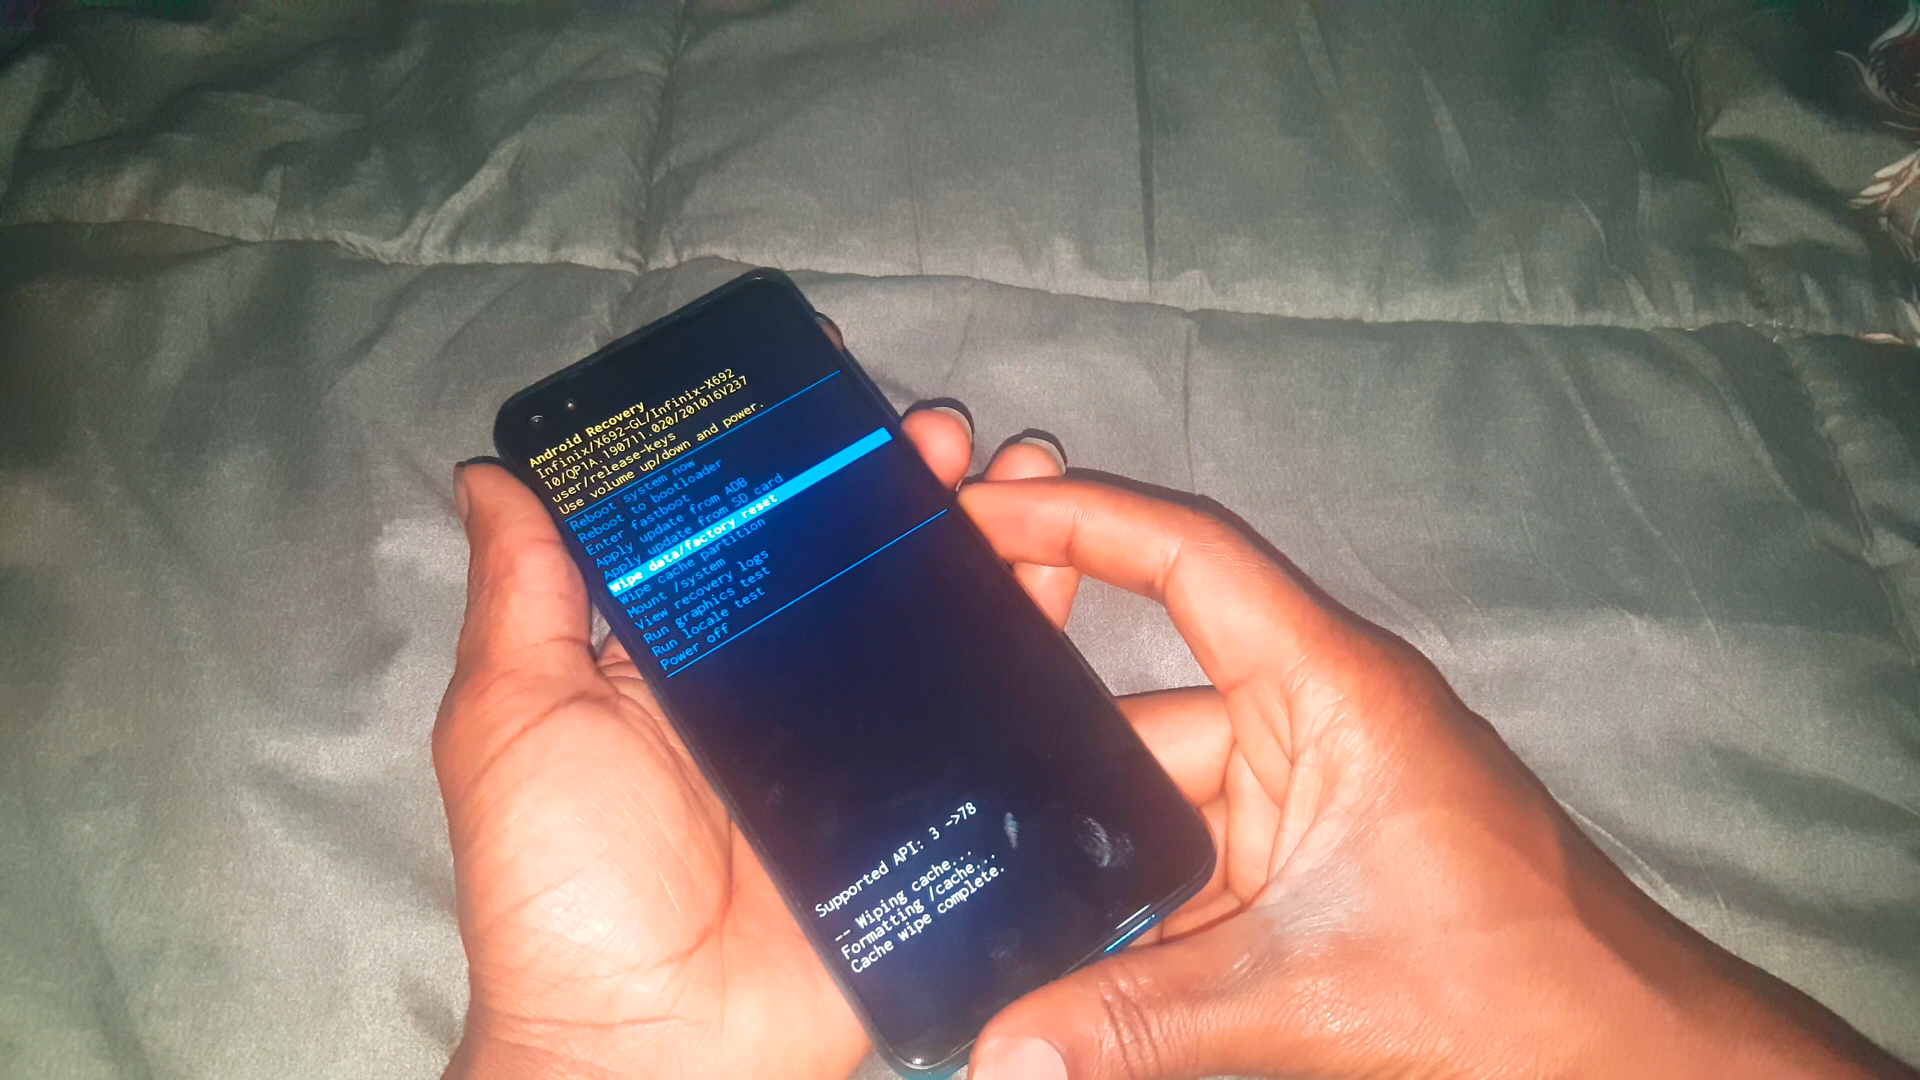 Android Recovery
Infinix/X692-GL/Infinix-X692
10/QP1A.190711.020/201016V237
user/release-keys
Use volume up/down and power.
Reboot system now
Reboot to bootloader
Enter fastboot
Apply update from ADB
Apply update from SD card
Wipe data/factory reset
Wipe cache partition
Mount /system
View recovery logs
Run graphics test
Run locale test
Power off
Supported API: 3 ->78
-- Wiping cache...
Formatting /cache...
Cache wipe complete.